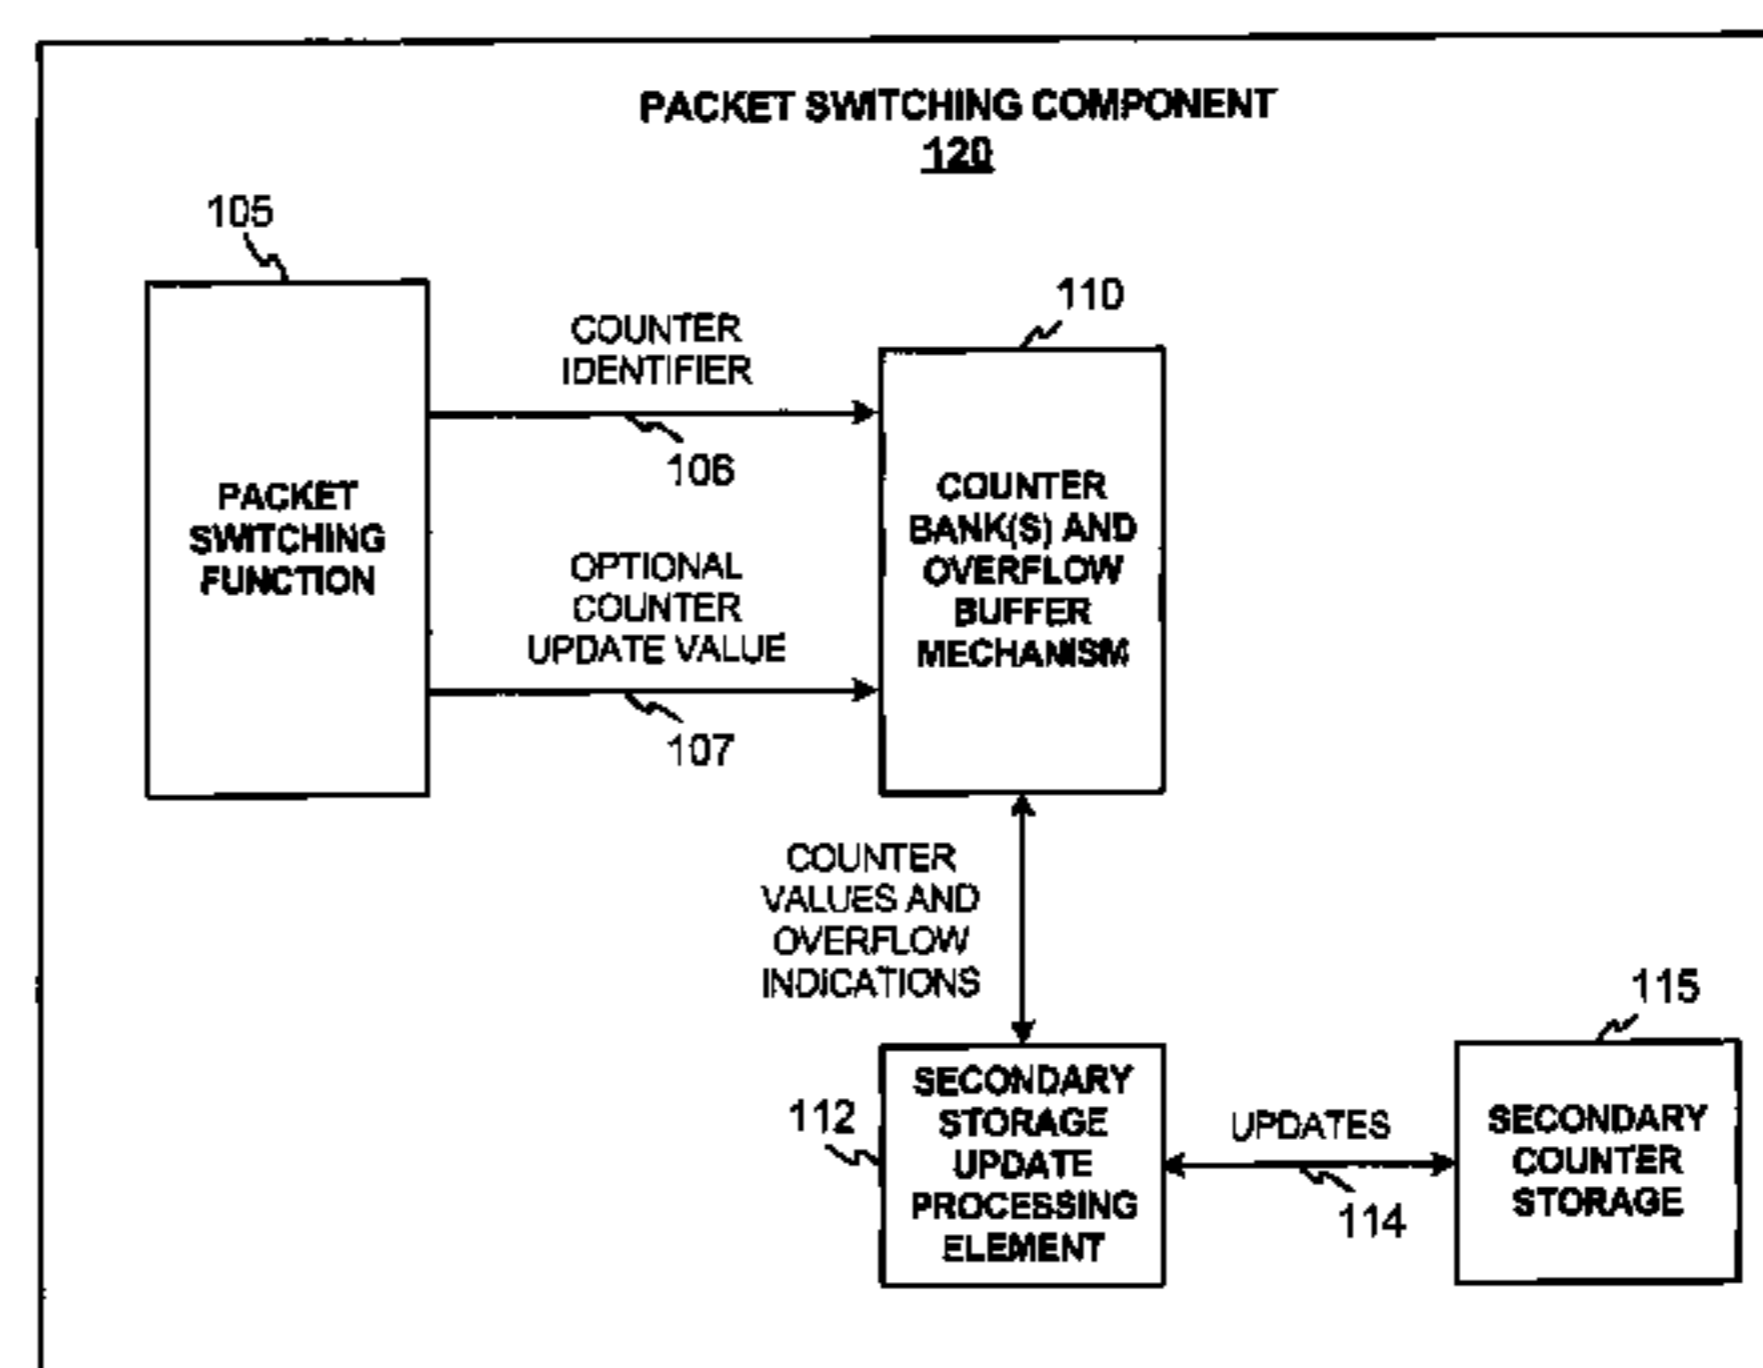 PACKET SWITCHING COMPONENT
120
105
110
COUNTER
IDENTIFIER
106
PACKET
SWITCHING
FUNCTION
OPTIONAL
COUNTER
UPDATE VALUE
107
COUNTER
BANK(S) AND
OVERFLOW
BUFFER
MECHANISM
COUNTER
VALUES AND
OVERFLOW
INDICATIONS
112
SECONDARY
STORAGE
UPDATE
PROCESSING
ELEMENT
UPDATES
114
115
SECONDARY
COUNTER
STORAGE